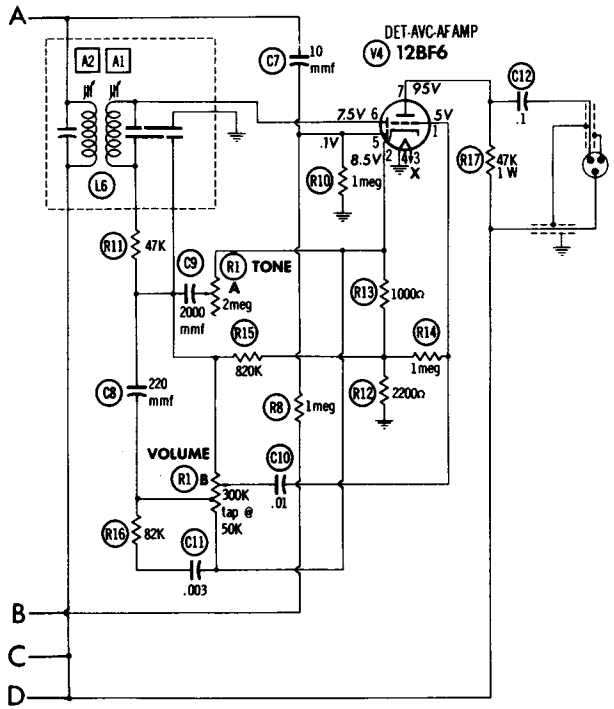 A
DET-AVC-AFAMP
V4 12BF6
C7
10
mmf
A2
A1
7
95V
C12
.1
7.5V
6
5V
1
.1V
5
8.5V
2
4
3
X
L6
R10
1meg
R17
47K
1 W
R11
47K
C9
2000
mmf
R1
A
TONE
2meg
R13
1000Ω
R15
820K
R14
1meg
C8
220
mmf
R8
1meg
R12
2200Ω
VOLUME
R1 B
300K
tap @
50K
C10
.01
R16
82K
C11
.003
B
C
D